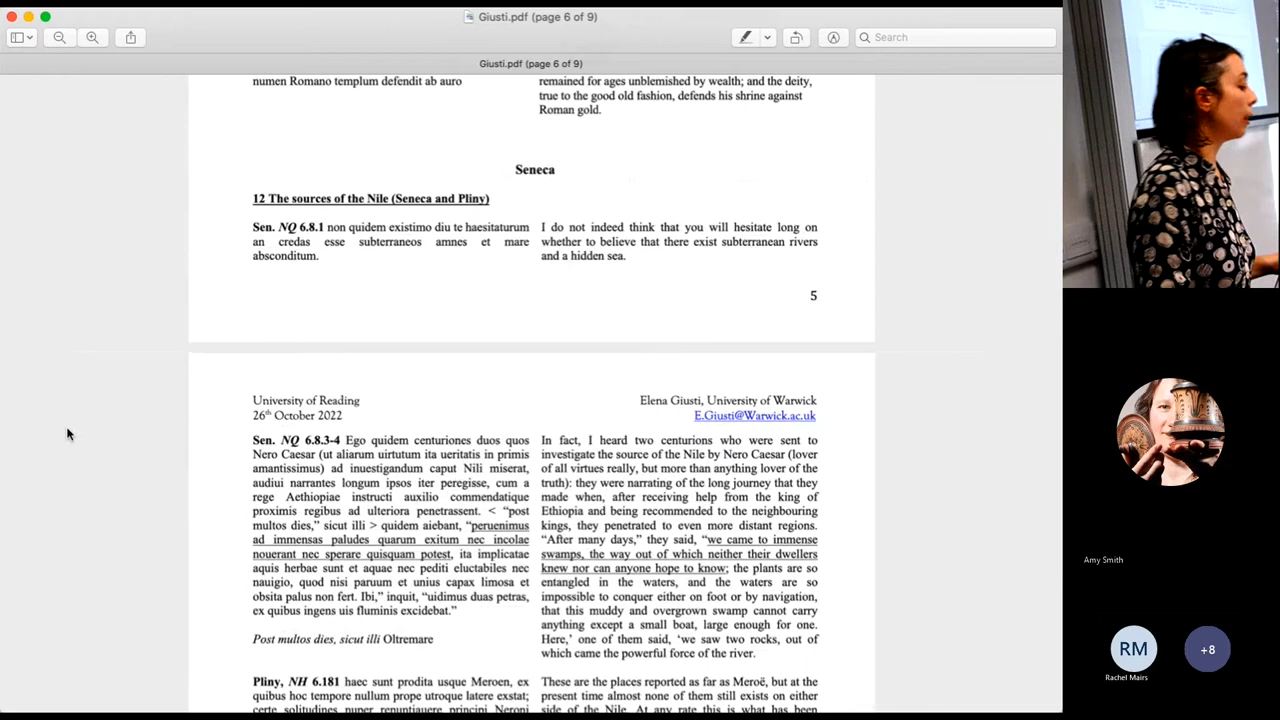 Giusti.pdf (page 6 of 9)
Search
Giusti.pdf (page 6 of 9)
numen Romano templum defendit ab auro
remained for ages unblemished by wealth; and the deity,
true to the good old fashion, defends his shrine against
Roman gold.
Seneca
12 The sources of the Nile (Seneca and Pliny)
Sen. NQ 6.8.1 non quidem existimo diu te haesitaturum
an credas esse subterraneos amnes et mare
absconditum.
I do not indeed think that you will hesitate long on
whether to believe that there exist subterranean rivers
and a hidden sea.
5
University of Reading
26th October 2022
Elena Giusti, University of Warwick
E.Giusti@Warwick.ac.uk
Sen. NQ 6.8.3-4 Ego quidem centuriones duos quos
Nero Caesar (ut aliarum uirtutum ita ueritatis in primis
amantissimus) ad inuestigandum caput Nili miserat,
audiui narrantes longum ipsos iter peregisse, cum a
rege Aethiopiae instructi auxilio commendatique
proximis regibus ad ulteriora penetrassent. < “post
multos dies,” sicut illi > quidem aiebant, “peruenimus
ad immensas paludes quarum exitum nec incolae
nouerant nec sperare quisquam potest, ita implicatae
aquis herbae sunt et aquae nec pediti eluctabiles nec
nauigio, quod nisi paruum et unius capax limosa et
obsita palus non fert. Ibi,” inquit, “uidimus duas petras,
ex quibus ingens uis fluminis excidebat.”
Post multos dies, sicut illi Oltremare
In fact, I heard two centurions who were sent to
investigate the source of the Nile by Nero Caesar (lover
of all virtues really, but more than anything lover of the
truth): they were narrating of the long journey that they
made when, after receiving help from the king of
Ethiopia and being recommended to the neighbouring
kings, they penetrated to even more distant regions.
“After many days,” they said, “we came to immense
swamps, the way out of which neither their dwellers
knew nor can anyone hope to know; the plants are so
entangled in the waters, and the waters are so
impossible to conquer either on foot or by navigation,
that this muddy and overgrown swamp cannot carry
anything except a small boat, large enough for one.
Here,’ one of them said, ‘we saw two rocks, out of
which came the powerful force of the river.
Pliny, NH 6.181 haec sunt prodita usque Meroen, ex
quibus hoc tempore nullum prope utroque latere exstat;
certe solitudines nuper renuntiauere principi Neroni
These are the places reported as far as Meroë, but at the
present time almost none of them still exists on either
side of the Nile. At any rate this is what has been
Amy Smith
RM
Rachel Mairs
+8